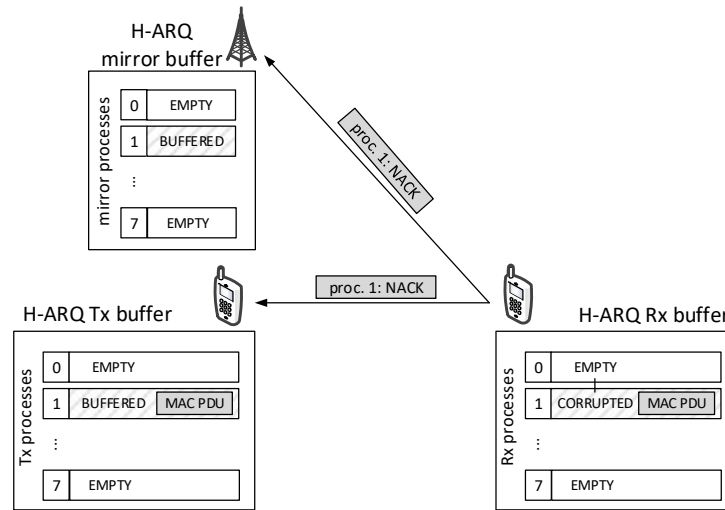 H-ARQ
mirror buffer
mirror processes
0 EMPTY
1 BUFFERED
...
7 EMPTY
proc. 1: NACK
proc. 1: NACK
H-ARQ Tx buffer
Tx processes
0 EMPTY
1 BUFFERED MAC PDU
...
7 EMPTY
H-ARQ Rx buffer
Rx processes
0 EMPTY
1 CORRUPTED MAC PDU
...
7 EMPTY